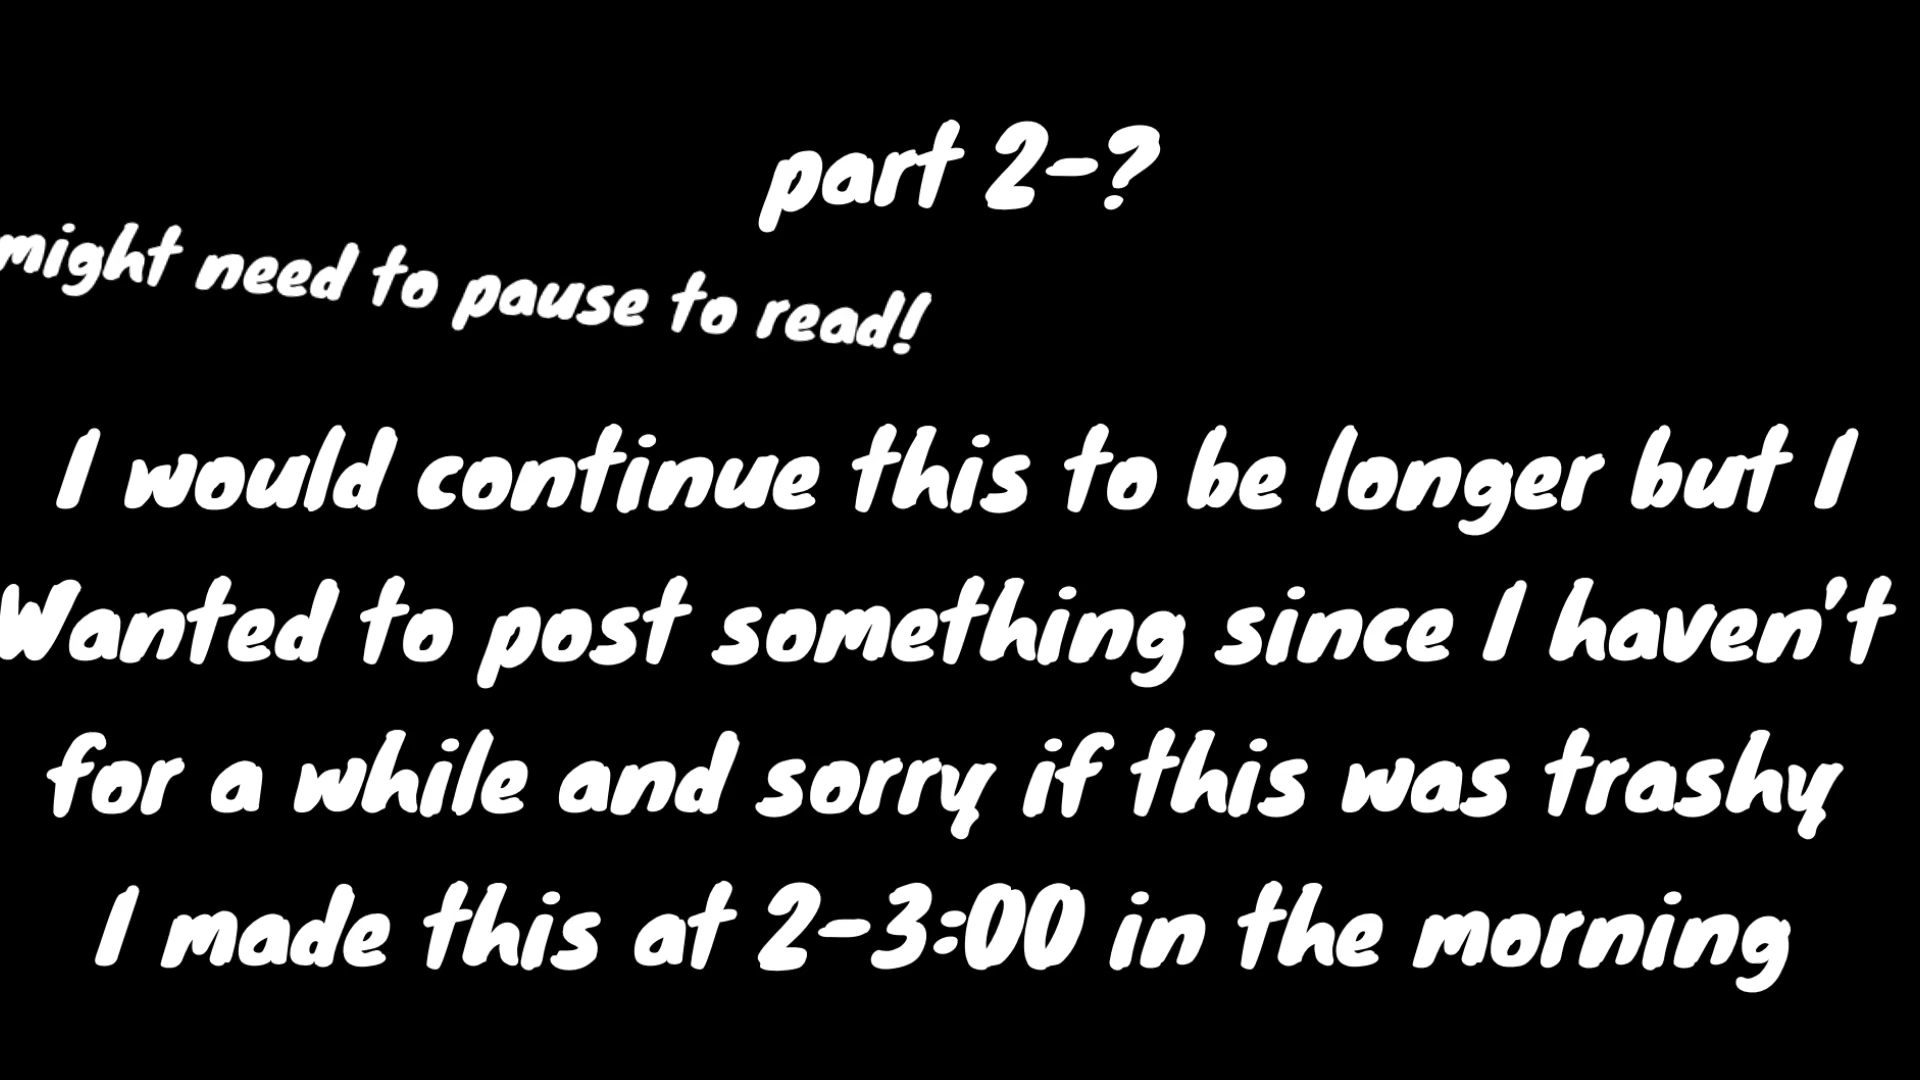 part 2-?
might need to pause to read!
I would continue this to be longer but I
Wanted to post something since I haven't
for a while and sorry if this was trashy
I made this at 2-3:00 in the morning